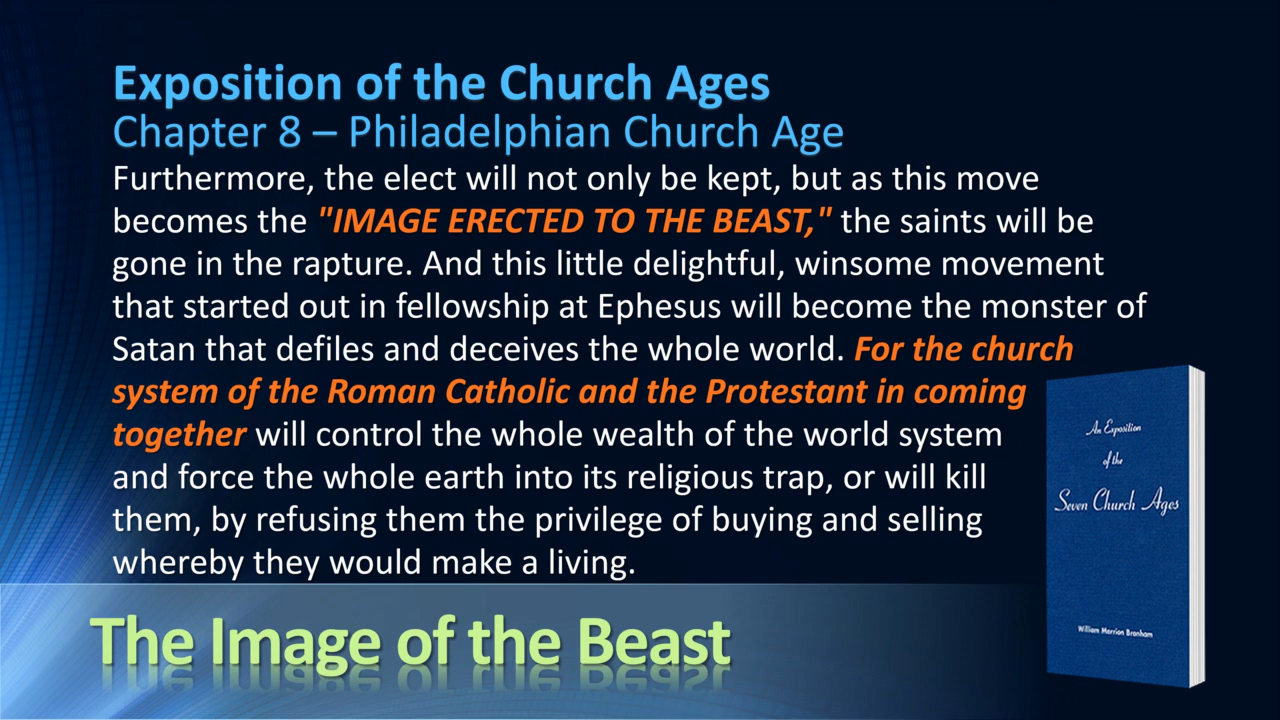 Exposition of the Church Ages
Chapter 8 – Philadelphian Church Age
Furthermore, the elect will not only be kept, but as this move
becomes the "IMAGE ERECTED TO THE BEAST," the saints will be
gone in the rapture. And this little delightful, winsome movement
that started out in fellowship at Ephesus will become the monster of
Satan that defiles and deceives the whole world. For the church
system of the Roman Catholic and the Protestant in coming
together will control the whole wealth of the world system
and force the whole earth into its religious trap, or will kill
them, by refusing them the privilege of buying and selling
whereby they would make a living.
An Exposition
of the
Seven Church Ages
William Marrion Branham
The Image of the Beast